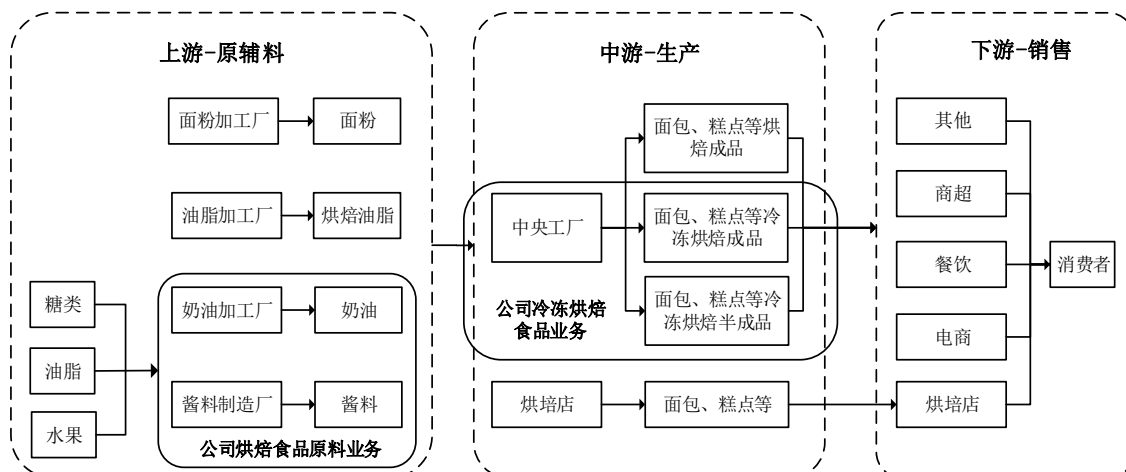 上游-原辅料
面粉加工厂
面粉
油脂加工厂
烘焙油脂
糖类
油脂
水果
奶油加工厂
奶油
酱料制造厂
酱料
公司烘焙食品原料业务
中游-生产
中央工厂
面包、糕点等烘
焙成品
面包、糕点等冷
冻烘焙成品
面包、糕点等冷
冻烘焙半成品
公司冷冻烘焙
食品业务
烘培店
面包、糕点等
下游-销售
其他
商超
餐饮
电商
烘培店
消费者